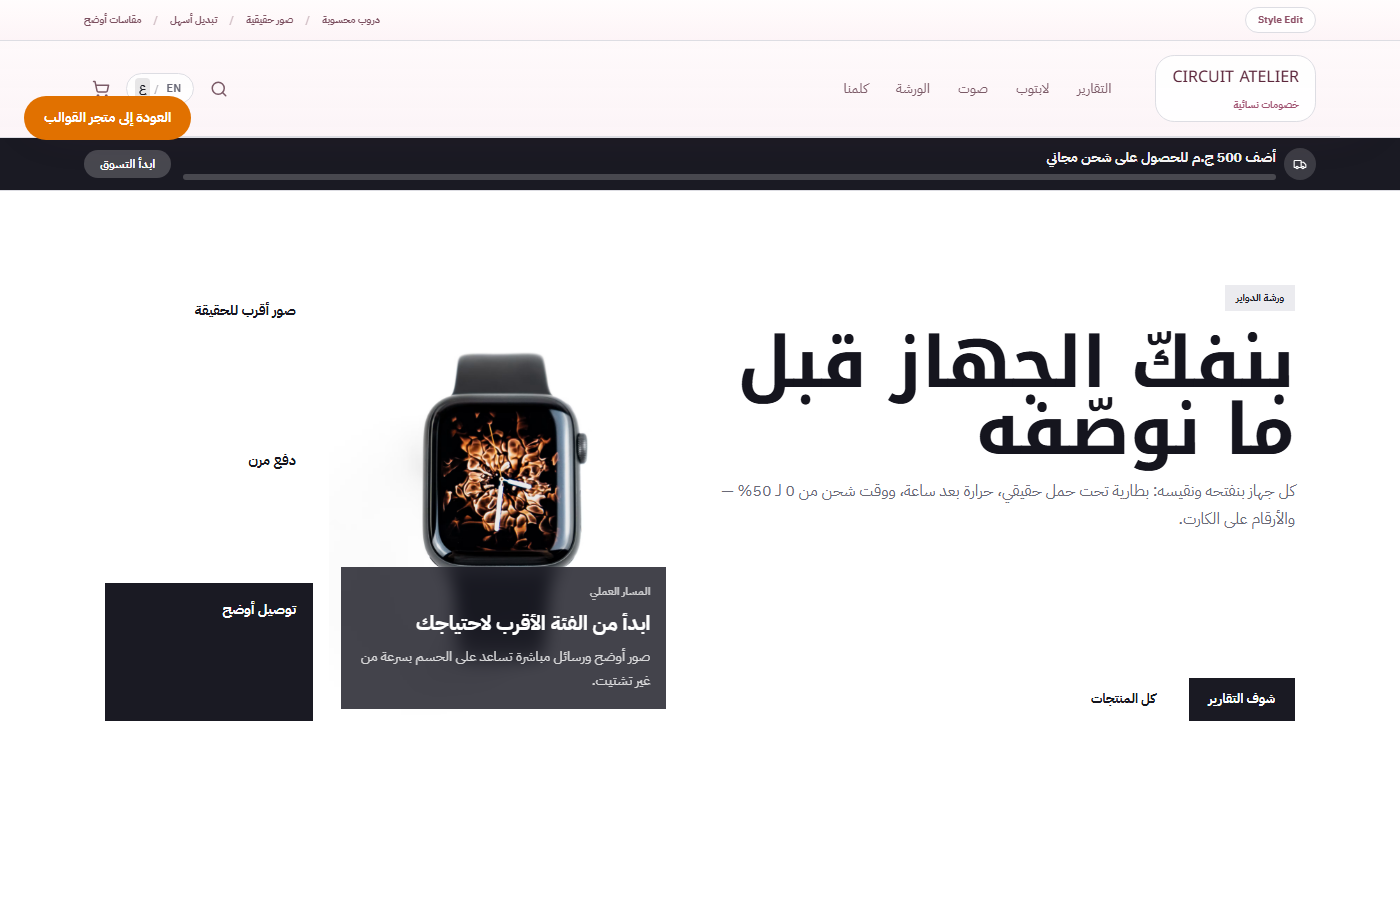 Style Edit
دروب محسوبة / صور حقيقية / تبديل أسهل / مقاسات أوضح
CIRCUIT ATELIER
خصومات نسائية
التقارير
لابتوب
صوت
الورشة
كلمنا
EN / ع
العودة إلى متجر القوالب
أضف 500 ج.م للحصول على شحن مجاني
ابدأ التسوق
ورشة الدواير
بنفكّ الجهاز قبل
ما نوصّفه
كل جهاز بنفتحه ونقيسه: بطارية تحت حمل حقيقي، حرارة بعد ساعة، ووقت شحن من 0 لـ 50% —
والأرقام على الكارت.
شوف التقارير
كل المنتجات
المسار العملي
ابدأ من الفئة الأقرب لاحتياجك
صور أوضح ورسائل مباشرة تساعد على الحسم بسرعة من
غير تشتيت.
صور أقرب للحقيقة
دفع مرن
توصيل أوضح